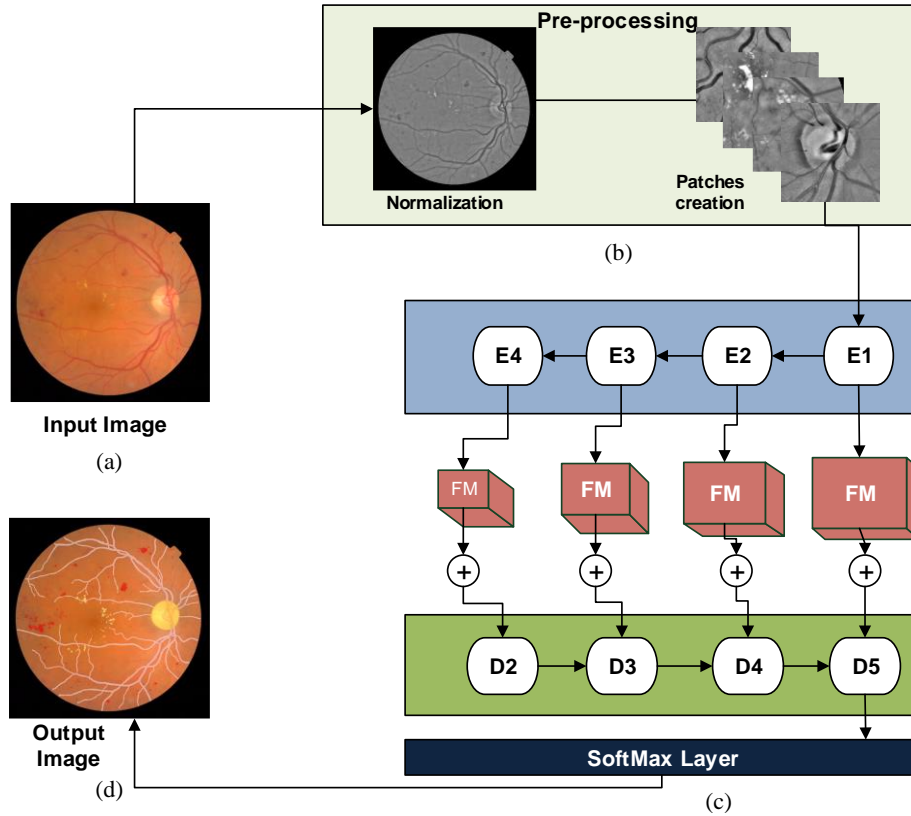 Pre-processing
Normalization
Patches
creation
(b)
Input Image
(a)
E4 E3 E2 E1
FM FM FM FM
+ + + +
D2 D3 D4 D5
SoftMax Layer
(c)
Output
Image
(d)